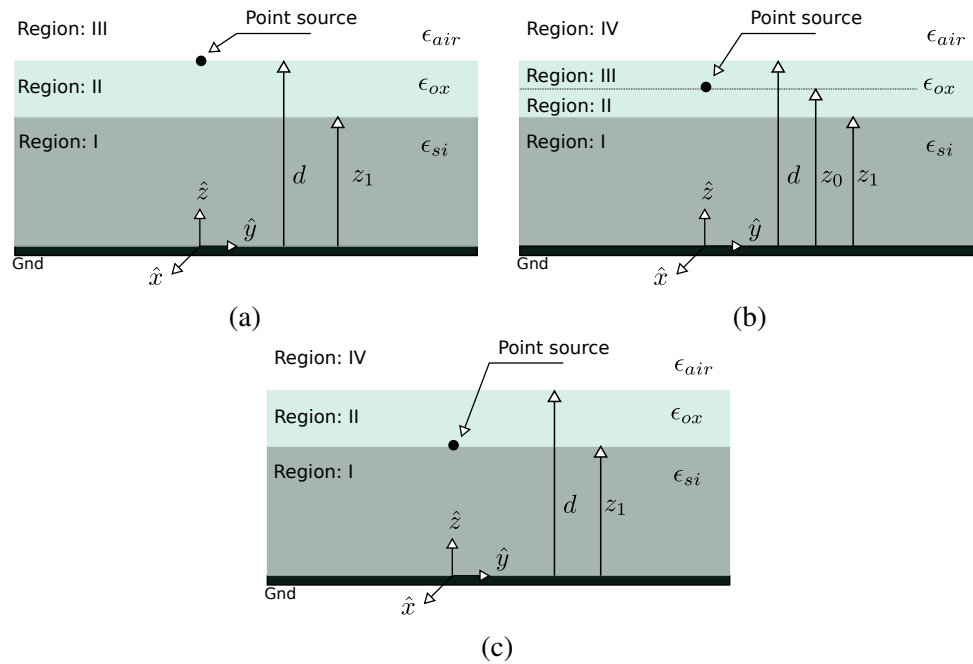 Region: III
Point source
ϵ_air
Region: II
ϵ_ox
Region: I
ϵ_si
d
z_1
ẑ
ŷ
x̂
Gnd
(a)
Region: IV
Point source
ϵ_air
Region: III
ϵ_ox
Region: II
Region: I
ϵ_si
d
z_0
z_1
ẑ
ŷ
x̂
Gnd
(b)
Region: IV
Point source
ϵ_air
Region: II
ϵ_ox
Region: I
ϵ_si
d
z_1
ẑ
ŷ
x̂
Gnd
(c)